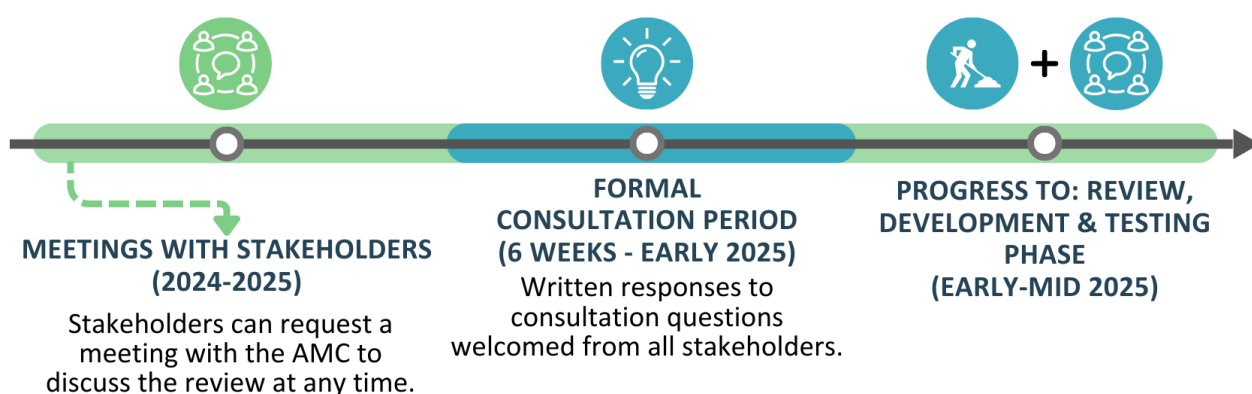 MEETINGS WITH STAKEHOLDERS
(2024-2025)
Stakeholders can request a
meeting with the AMC to
discuss the review at any time.
FORMAL
CONSULTATION PERIOD
(6 WEEKS - EARLY 2025)
Written responses to
consultation questions
welcomed from all stakeholders.
PROGRESS TO: REVIEW,
DEVELOPMENT & TESTING
PHASE
(EARLY-MID 2025)